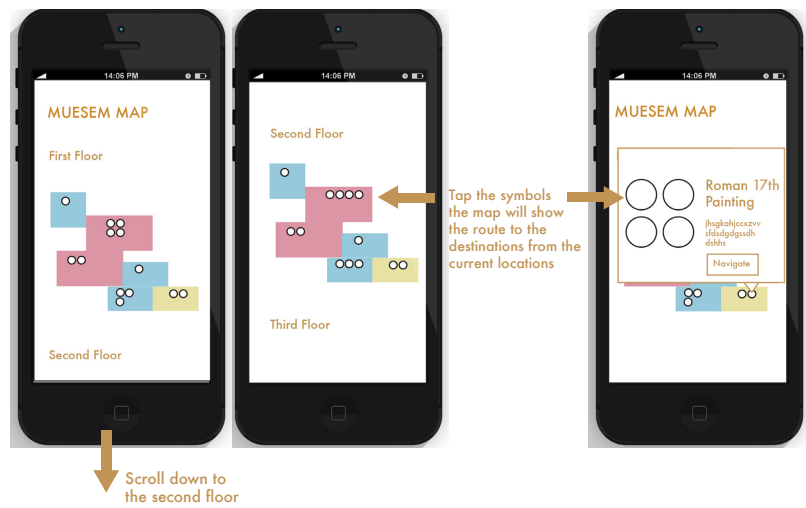 14:06 PM
MUESEM MAP
First Floor
Second Floor
Scroll down to
the second floor
14:06 PM
Second Floor
Third Floor
Tap the symbols
the map will show
the route to the
destinations from the
current locations
14:06 PM
MUESEM MAP
Roman 17th
Painting
jhsgkahjccxzvv
sfdsdgdgssdh
dshhs
Navigate